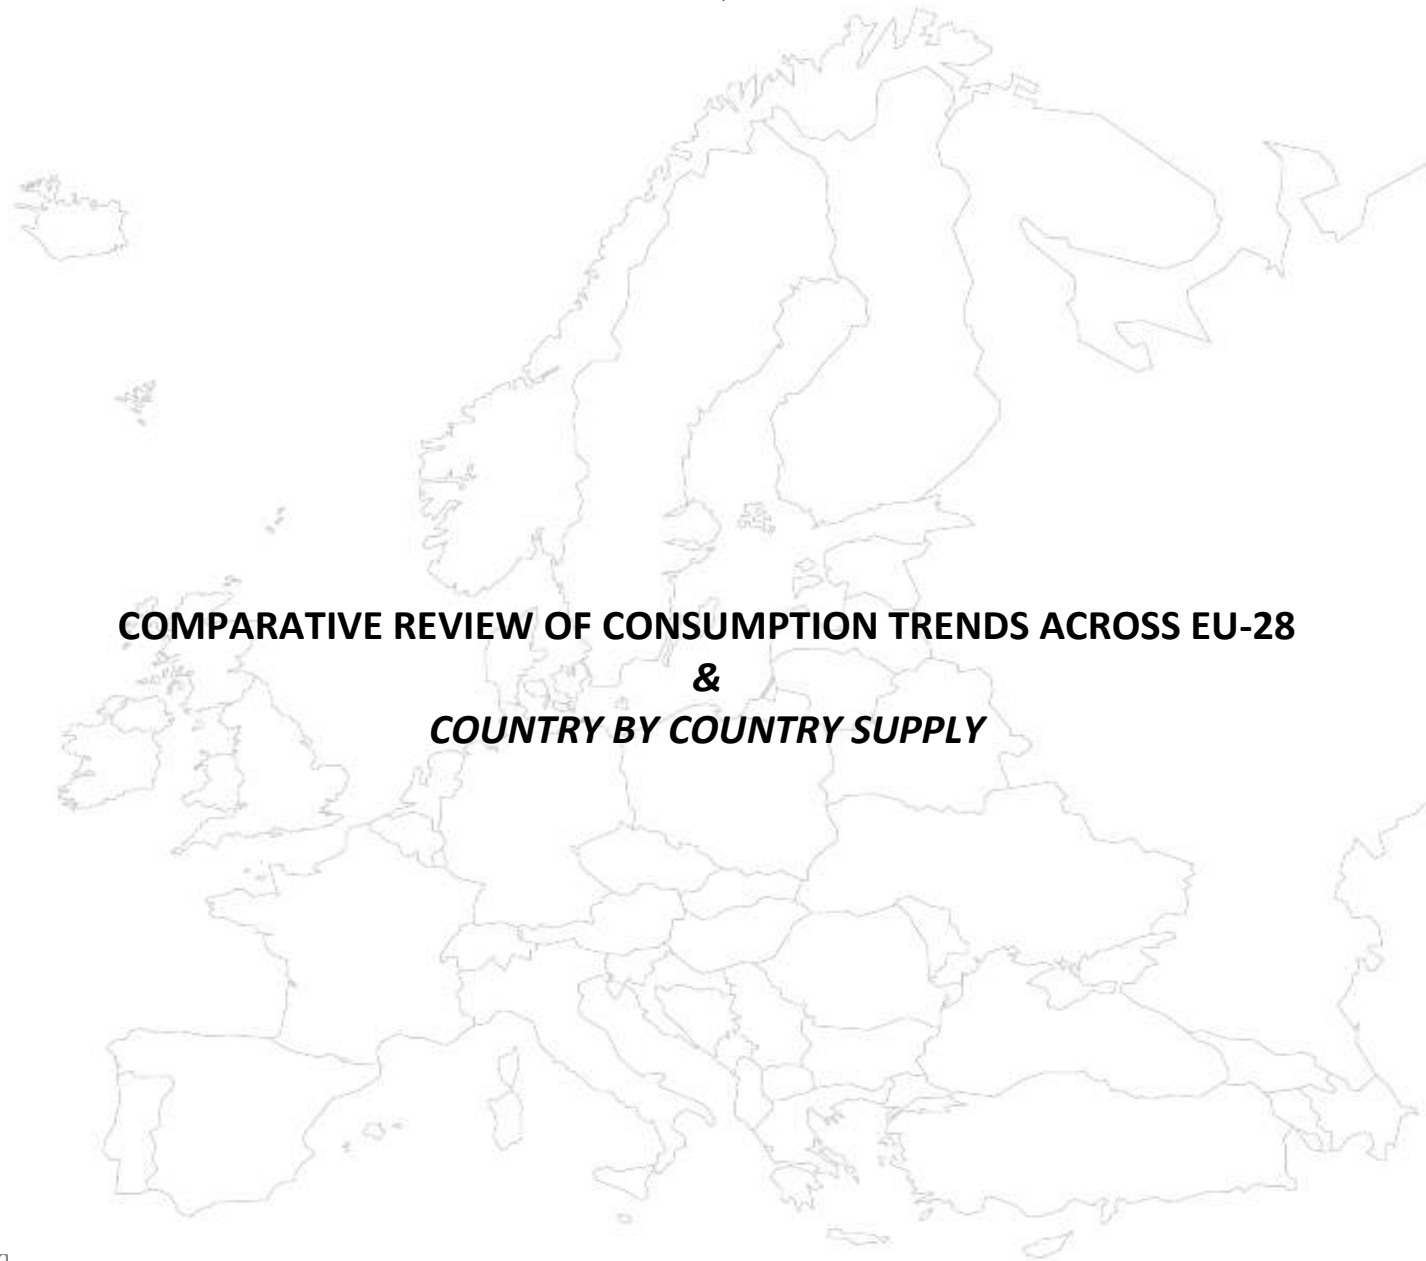 COMPARATIVE REVIEW OF CONSUMPTION TRENDS ACROSS EU-28
&
COUNTRY BY COUNTRY SUPPLY